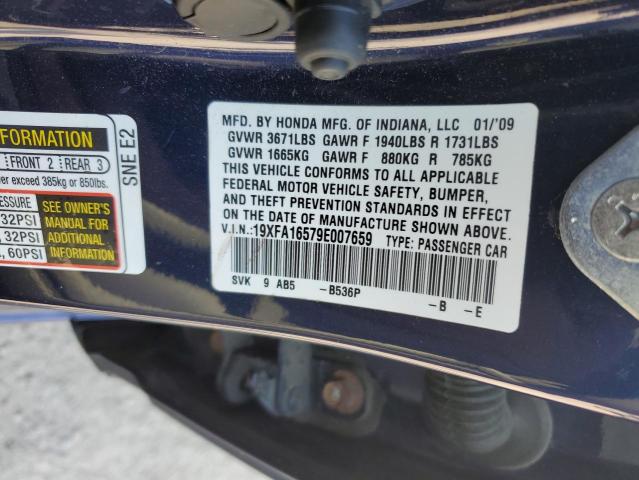 MFD. BY HONDA MFG. OF INDIANA, LLC 01/'09
GVWR 3671LBS GAWR F 1940LBS R 1731LBS
GVWR 1665KG GAWR F 880KG R 785KG
THIS VEHICLE CONFORMS TO ALL APPLICABLE
FEDERAL MOTOR VEHICLE SAFETY, BUMPER,
AND THEFT PREVENTION STANDARDS IN EFFECT
ON THE DATE OF MANUFACTURE SHOWN ABOVE.
V.I.N.:19XFA16579E007659 TYPE: PASSENGER CAR
SVK 9 AB5 -B536P -B -E
FORMATION
FRONT 2 REAR 3
er exceed 385kg or 850lbs.
SNE E2
RESSURE
32PSI
, 32PSI
, 60PSI
SEE OWNER'S
MANUAL FOR
ADDITIONAL
INFORMATION